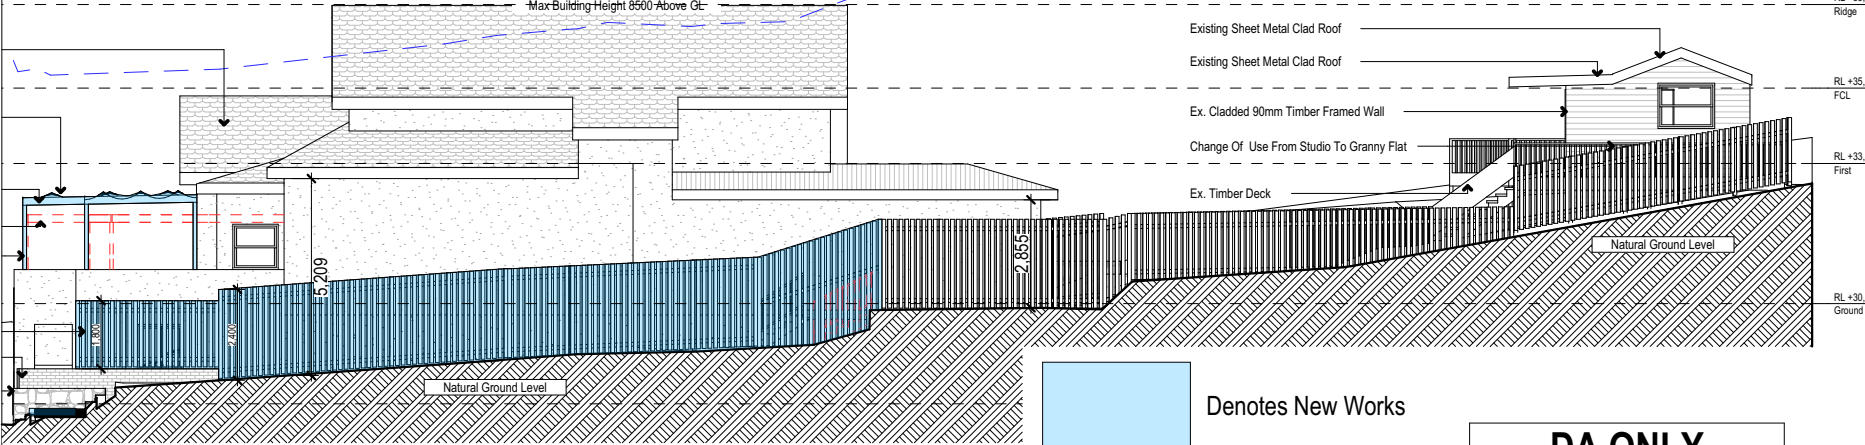 Max Building Height 8500 Above GL
Ridge
Existing Sheet Metal Clad Roof
Existing Sheet Metal Clad Roof
RL +35,
FCL
Ex. Cladded 90mm Timber Framed Wall
Change Of Use From Studio To Granny Flat
RL +33,
First
Ex. Timber Deck
Natural Ground Level
2,855
5,209
RL +30,
Ground
1,800
2,400
Natural Ground Level
Denotes New Works
DA ONLY